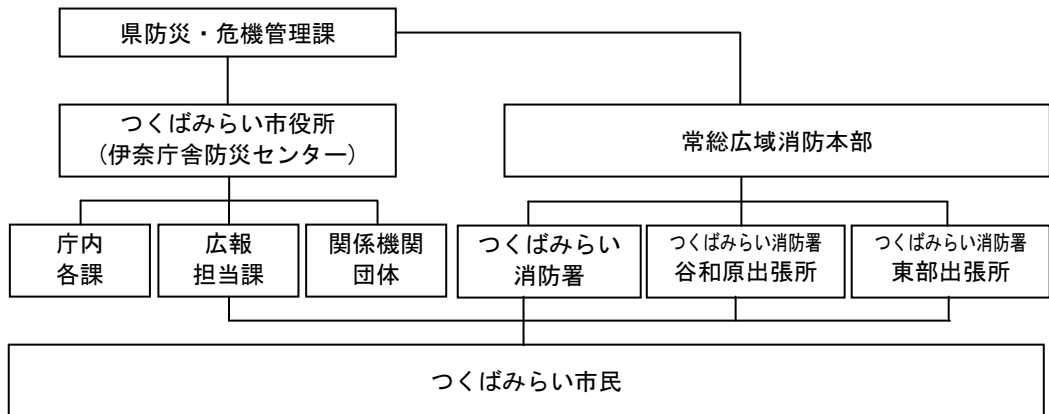 県防災・危機管理課
つくばみらい市役所
（伊奈庁舎防災センター）
常総広域消防本部
庁内
各課
広報
担当課
関係機関
団体
つくばみらい
消防署
つくばみらい消防署
谷和原出張所
つくばみらい消防署
東部出張所
つくばみらい市民